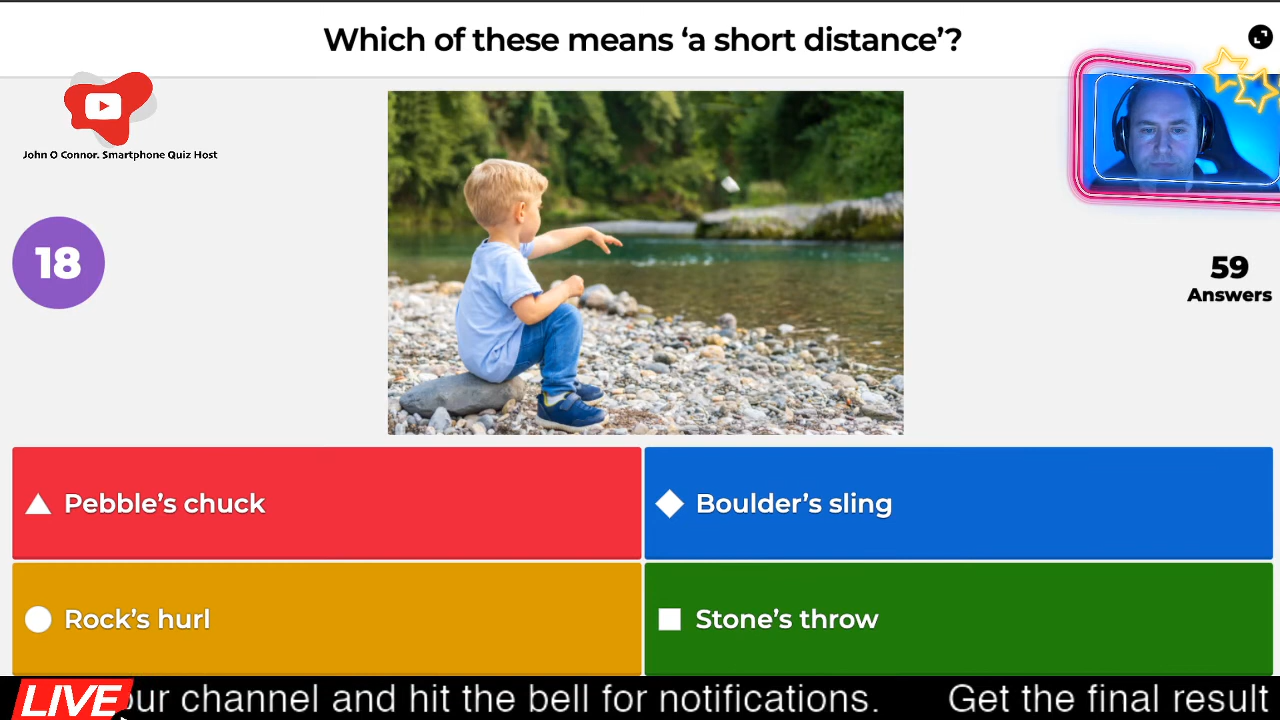 Which of these means ‘a short distance’?
John O Connor. Smartphone Quiz Host
18
59
Answers
Pebble’s chuck
Boulder’s sling
Rock’s hurl
Stone’s throw
LIVE
our channel and hit the bell for notifications. Get the final result